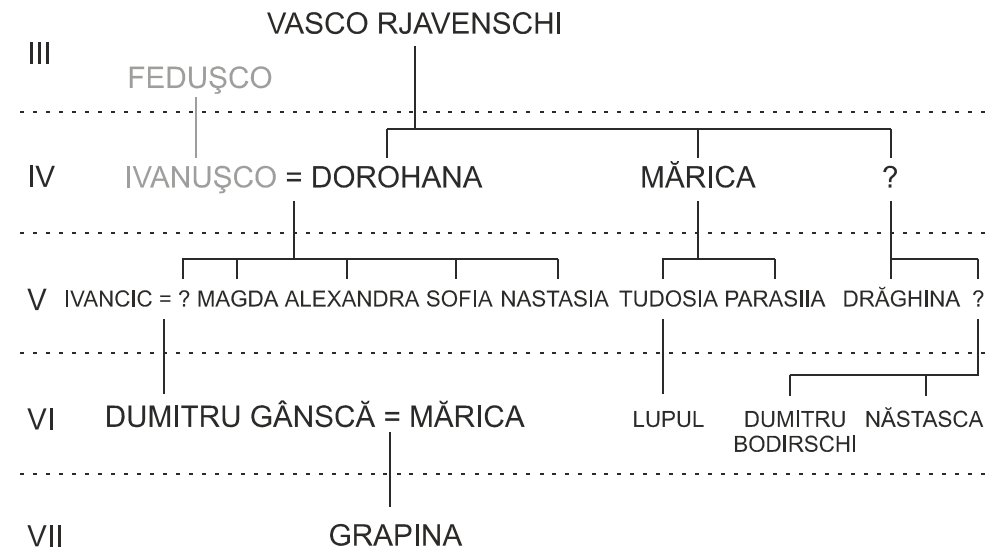 VASCO RJAVENSCHI
III
FEDUŞCO
IV IVANUŞCO = DOROHANA MĂRICA ?
V IVANCIC = ? MAGDA ALEXANDRA SOFIA NASTASIA TUDOSIA PARASIIA DRĂGHINA ?
VI DUMITRU GÂNSCĂ = MĂRICA LUPUL DUMITRU NĂSTASCA
BODIRSCHI
VII GRAPINA